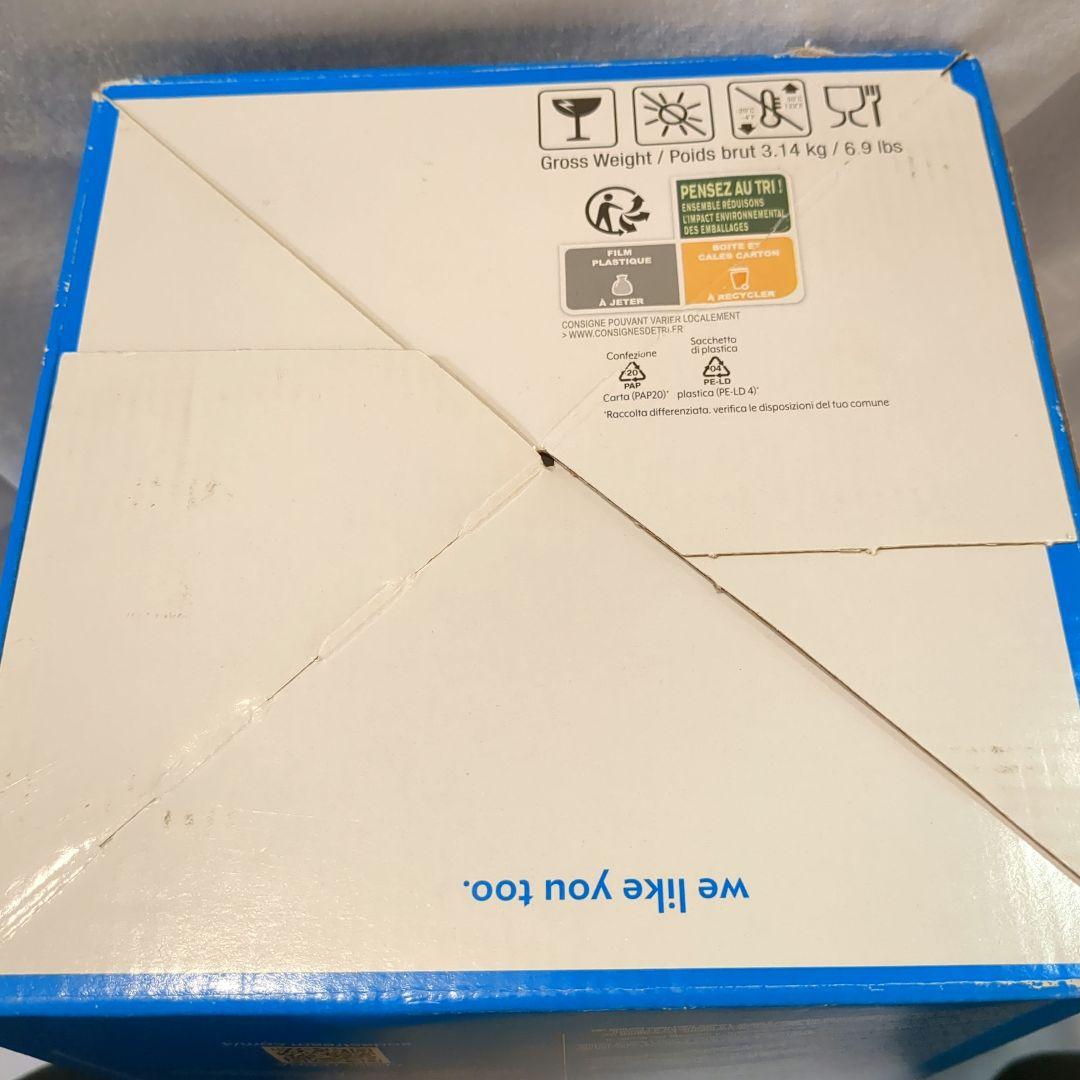 Gross Weight / Poids brut 3.14 kg / 6.9 lbs
PENSEZ AU TRI !
ENSEMBLE RÉDUISONS
L'IMPACT ENVIRONNEMENTAL
DES EMBALLAGES
FILM
PLASTIQUE
À JETER
BOITE ET
CALES CARTON
À RECYCLER
CONSIGNE POUVANT VARIER LOCALEMENT
> WWW.CONSIGNESDETRI.FR
Confezione
20
PAP
Carta (PAP20)*
Sacchetto
di plastica
04
PE-LD
plastica (PE-LD 4)*
*Raccolta differenziata. verifica le disposizioni del tuo comune
we like you too.